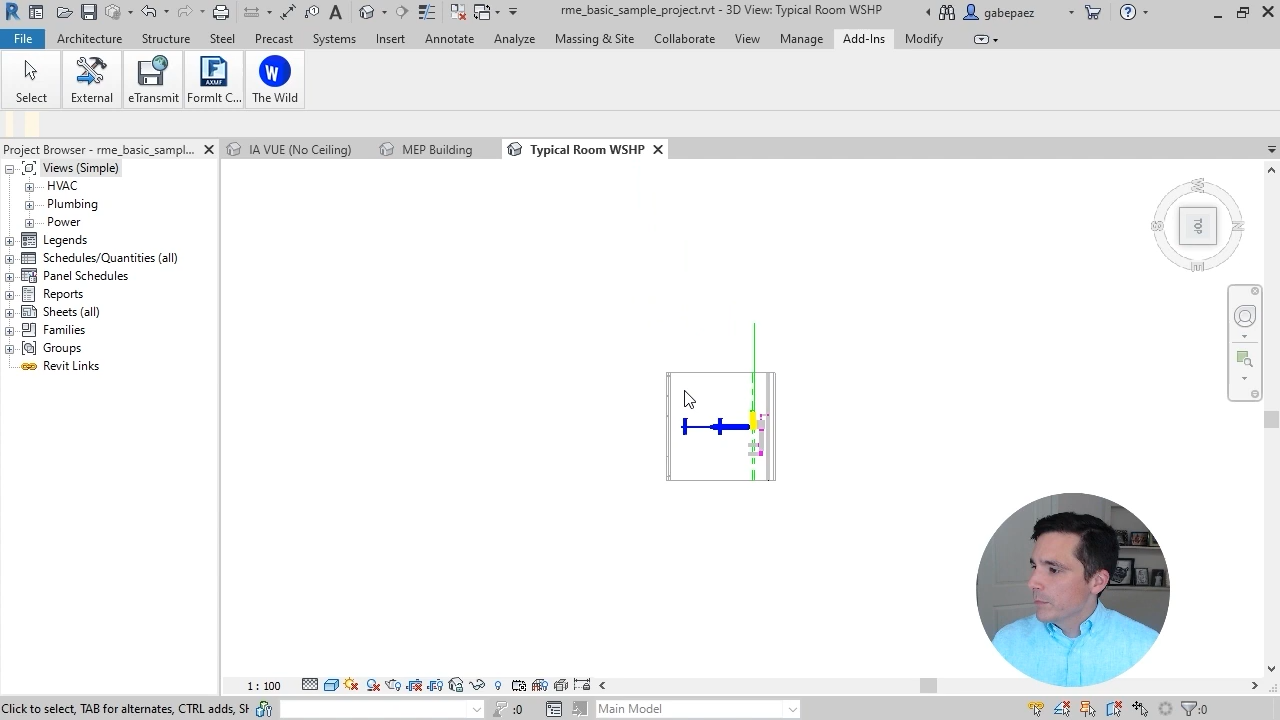 rme_basic_sample_project.rvt - 3D View: Typical Room WSHP
gabepaez
File Architecture Structure Steel Precast Systems Insert Annotate Analyze Massing & Site Collaborate View Manage Add-Ins Modify
Select External eTransmit FormIt C... The Wild
AXMF
Project Browser - rme_basic_sampl...
IA VUE (No Ceiling) MEP Building Typical Room WSHP
Views (Simple)
HVAC
Plumbing
Power
Legends
Schedules/Quantities (all)
Panel Schedules
Reports
Sheets (all)
Families
Groups
Revit Links
W
S TOP N
E
1 : 100
Click to select, TAB for alternates, CTRL adds, SH
:0
Main Model
:0